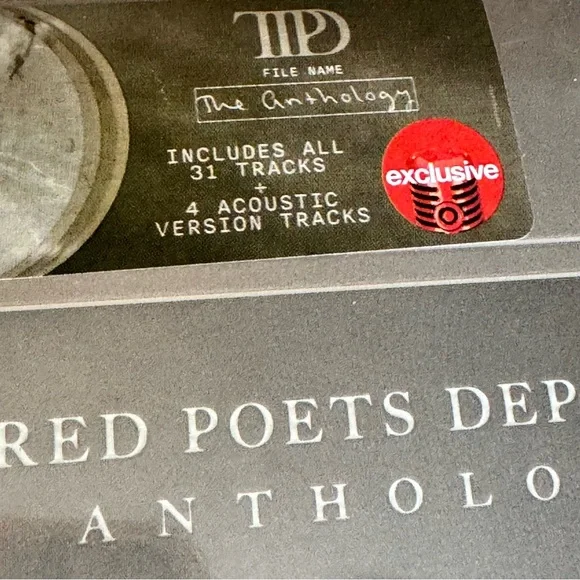 TTPD
FILE NAME
The Anthology
INCLUDES ALL
31 TRACKS
+
4 ACOUSTIC
VERSION TRACKS
exclusive
RED POETS DEP
ANTHOLO